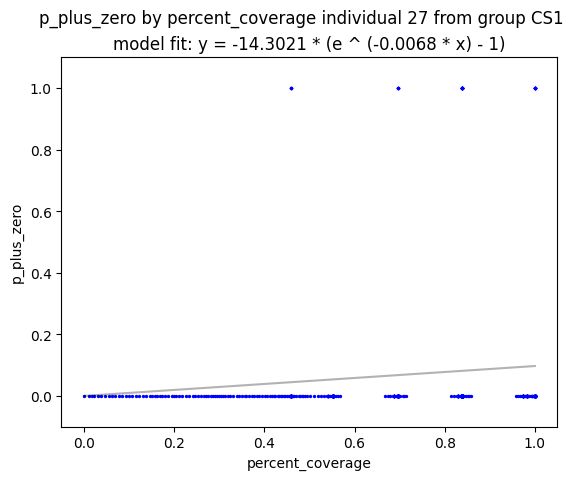 p_plus_zero by percent_coverage individual 27 from group CS1
model fit: y = -14.3021 * (e ^ (-0.0068 * x) - 1)
1.0
0.8
0.6
0.4
0.2
0.0
p_plus_zero
0.0 0.2 0.4 0.6 0.8 1.0
percent_coverage